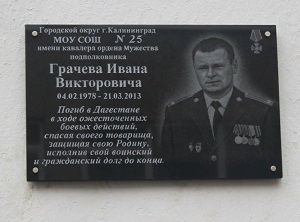 Городской округ г.Калининград
МОУ СОШ № 25
имени кавалера ордена Мужества
подполковника
Грачева Ивана
Викторовича
04.02.1978 - 21.03.2013
Погиб в Дагестане
в ходе ожесточенных
боевых действий,
спасая своего товарища,
защищая свою Родину,
исполнив свой воинский
и гражданский долг до конца.